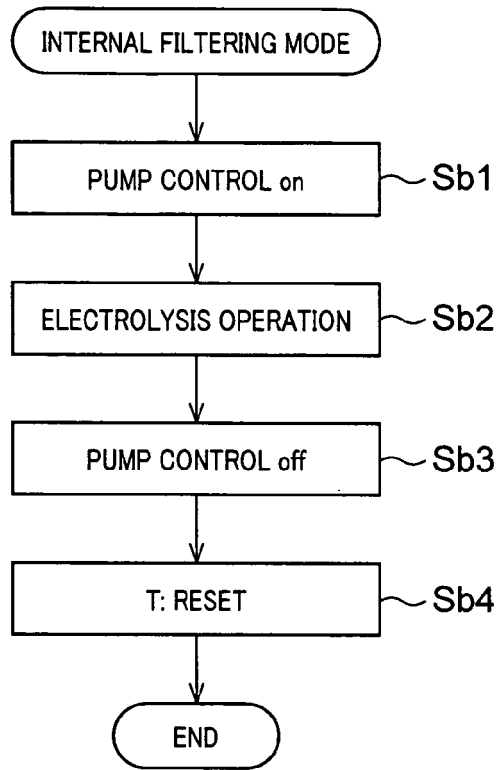 INTERNAL FILTERING MODE
PUMP CONTROL on
Sb1
ELECTROLYSIS OPERATION
Sb2
PUMP CONTROL off
Sb3
T: RESET
Sb4
END